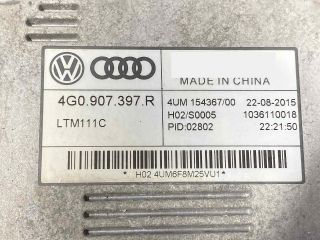 MADE IN CHINA
4G0.907.397.R
4UM 154367/00 22-08-2015
LTM111C
H02/S0005 1036110018
PID:02802 22:21:50
* H02 4UM6F8M25VU1*